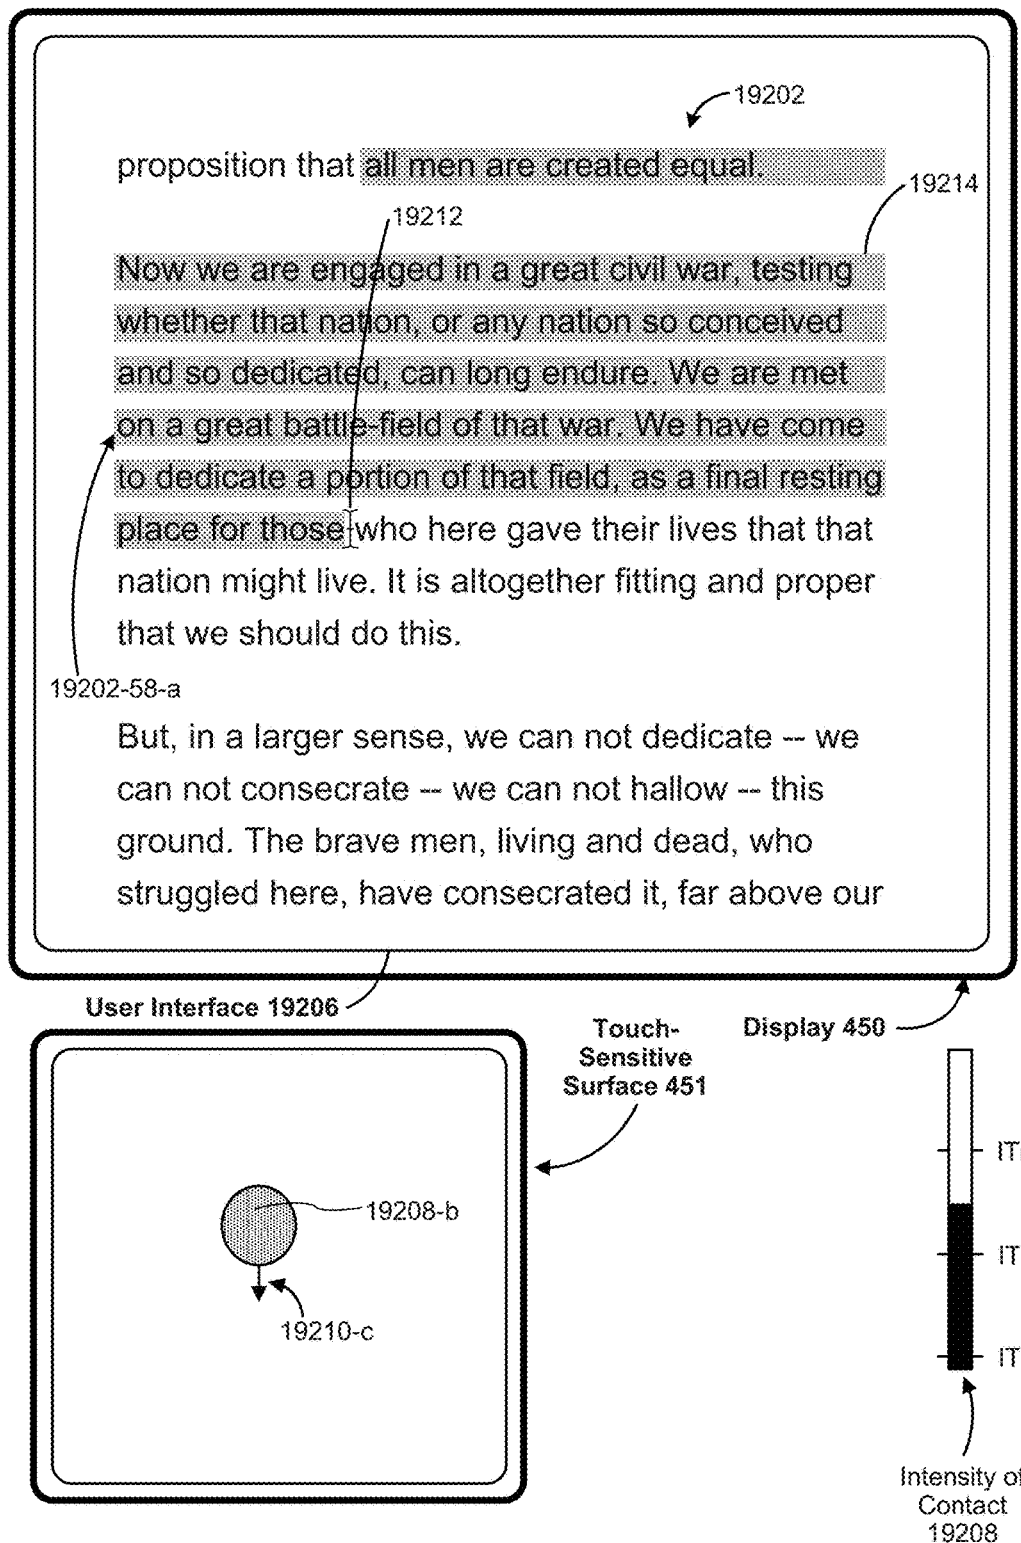 19202
proposition that all men are created equal.
19214
19212
Now we are engaged in a great civil war, testing
whether that nation, or any nation so conceived
and so dedicated, can long endure. We are met
on a great battle-field of that war. We have come
to dedicate a portion of that field, as a final resting
place for those who here gave their lives that that
nation might live. It is altogether fitting and proper
that we should do this.
19202-58-a
But, in a larger sense, we can not dedicate -- we
can not consecrate -- we can not hallow -- this
ground. The brave men, living and dead, who
struggled here, have consecrated it, far above our
User Interface 19206
Display 450
Touch-
Sensitive
Surface 451
19208-b
19210-c
IT
IT
IT
Intensity of
Contact
19208